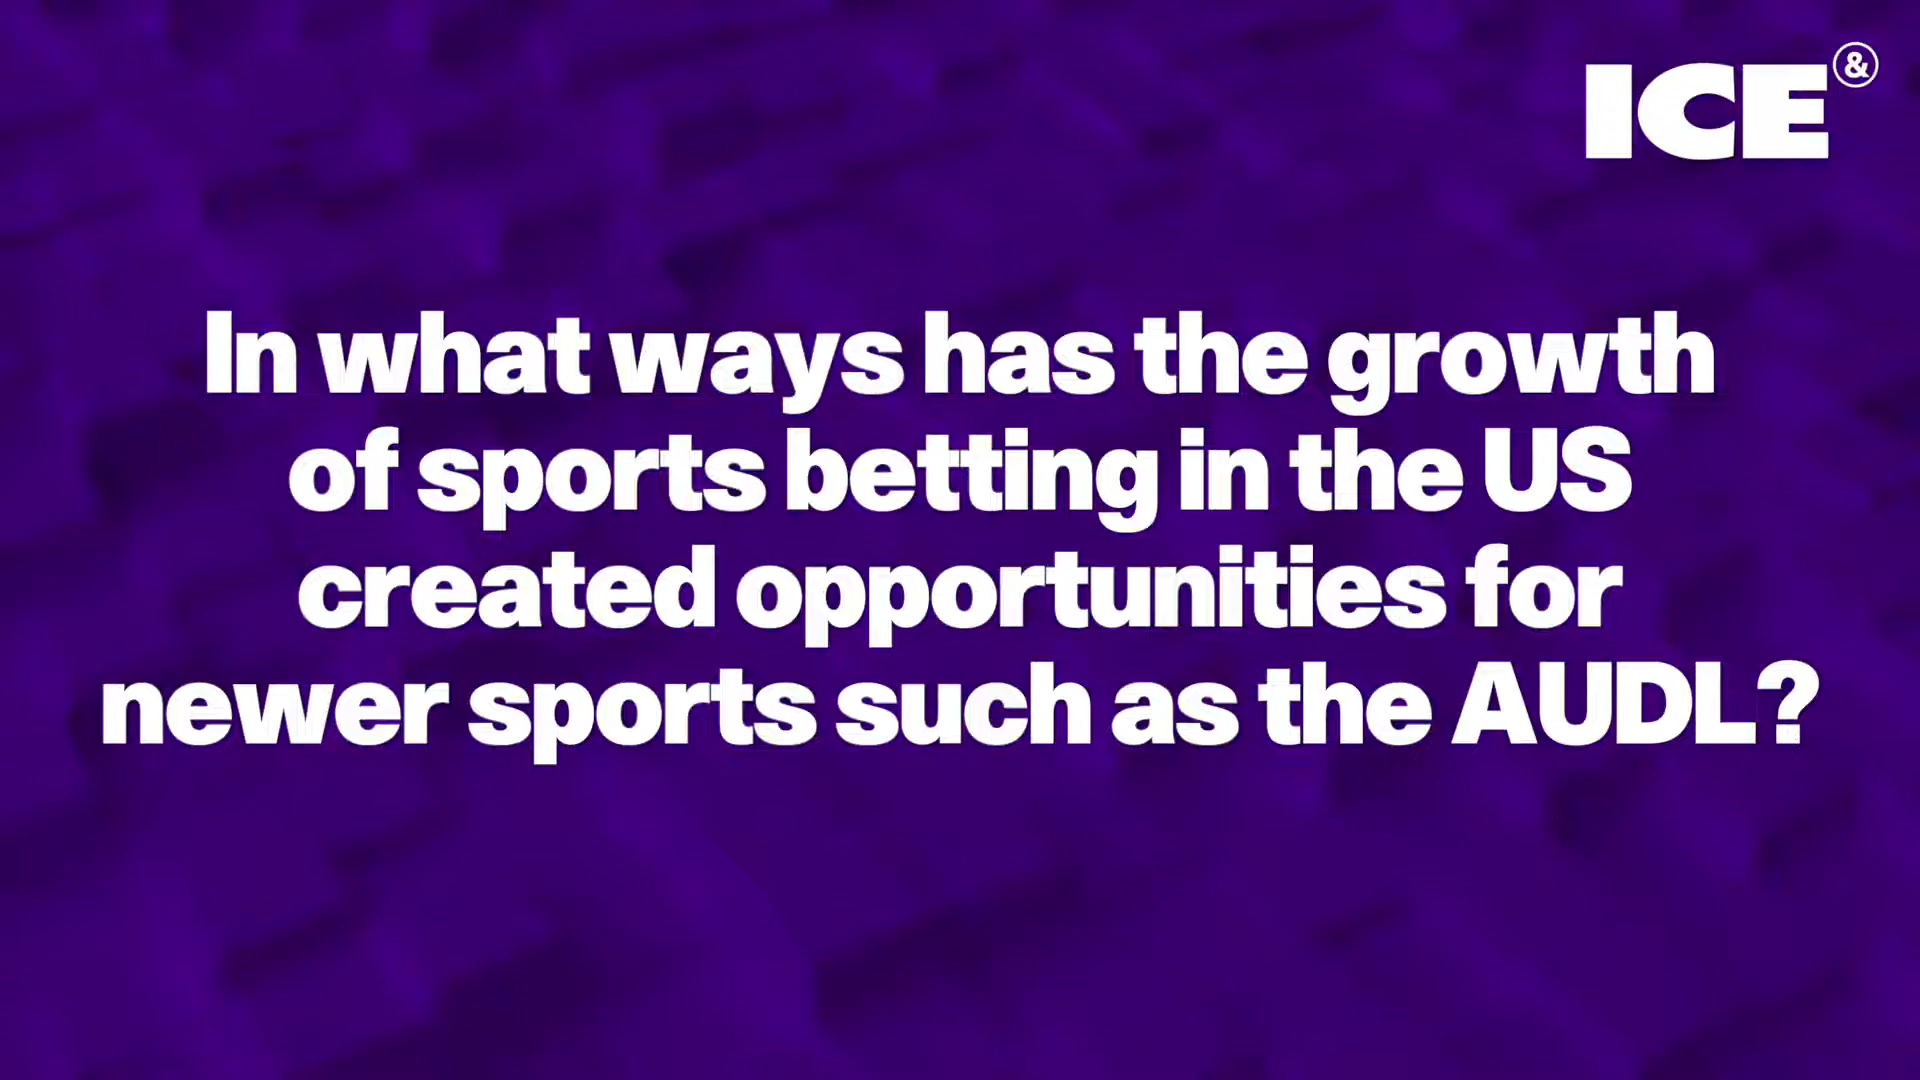 ICE &
In what ways has the growth
of sports betting in the US
created opportunities for
newer sports such as the AUDL?